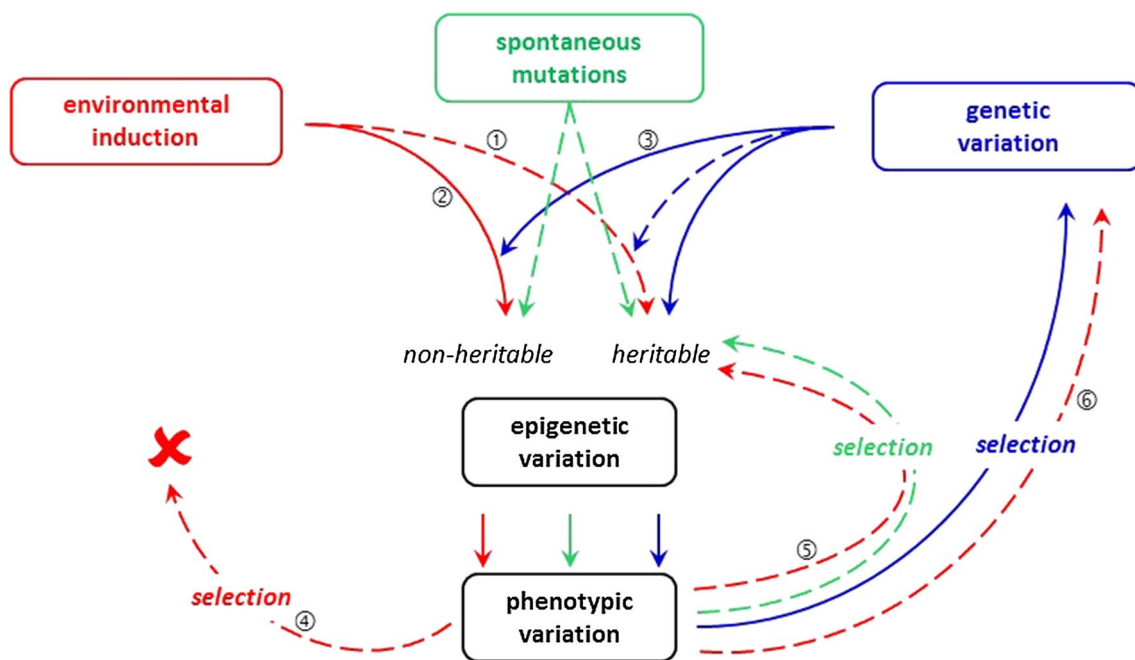 spontaneous
mutations
environmental
induction
genetic
variation
①
③
②
non-heritable
heritable
⑥
epigenetic
variation
selection
selection
⑤
phenotypic
variation
selection
④